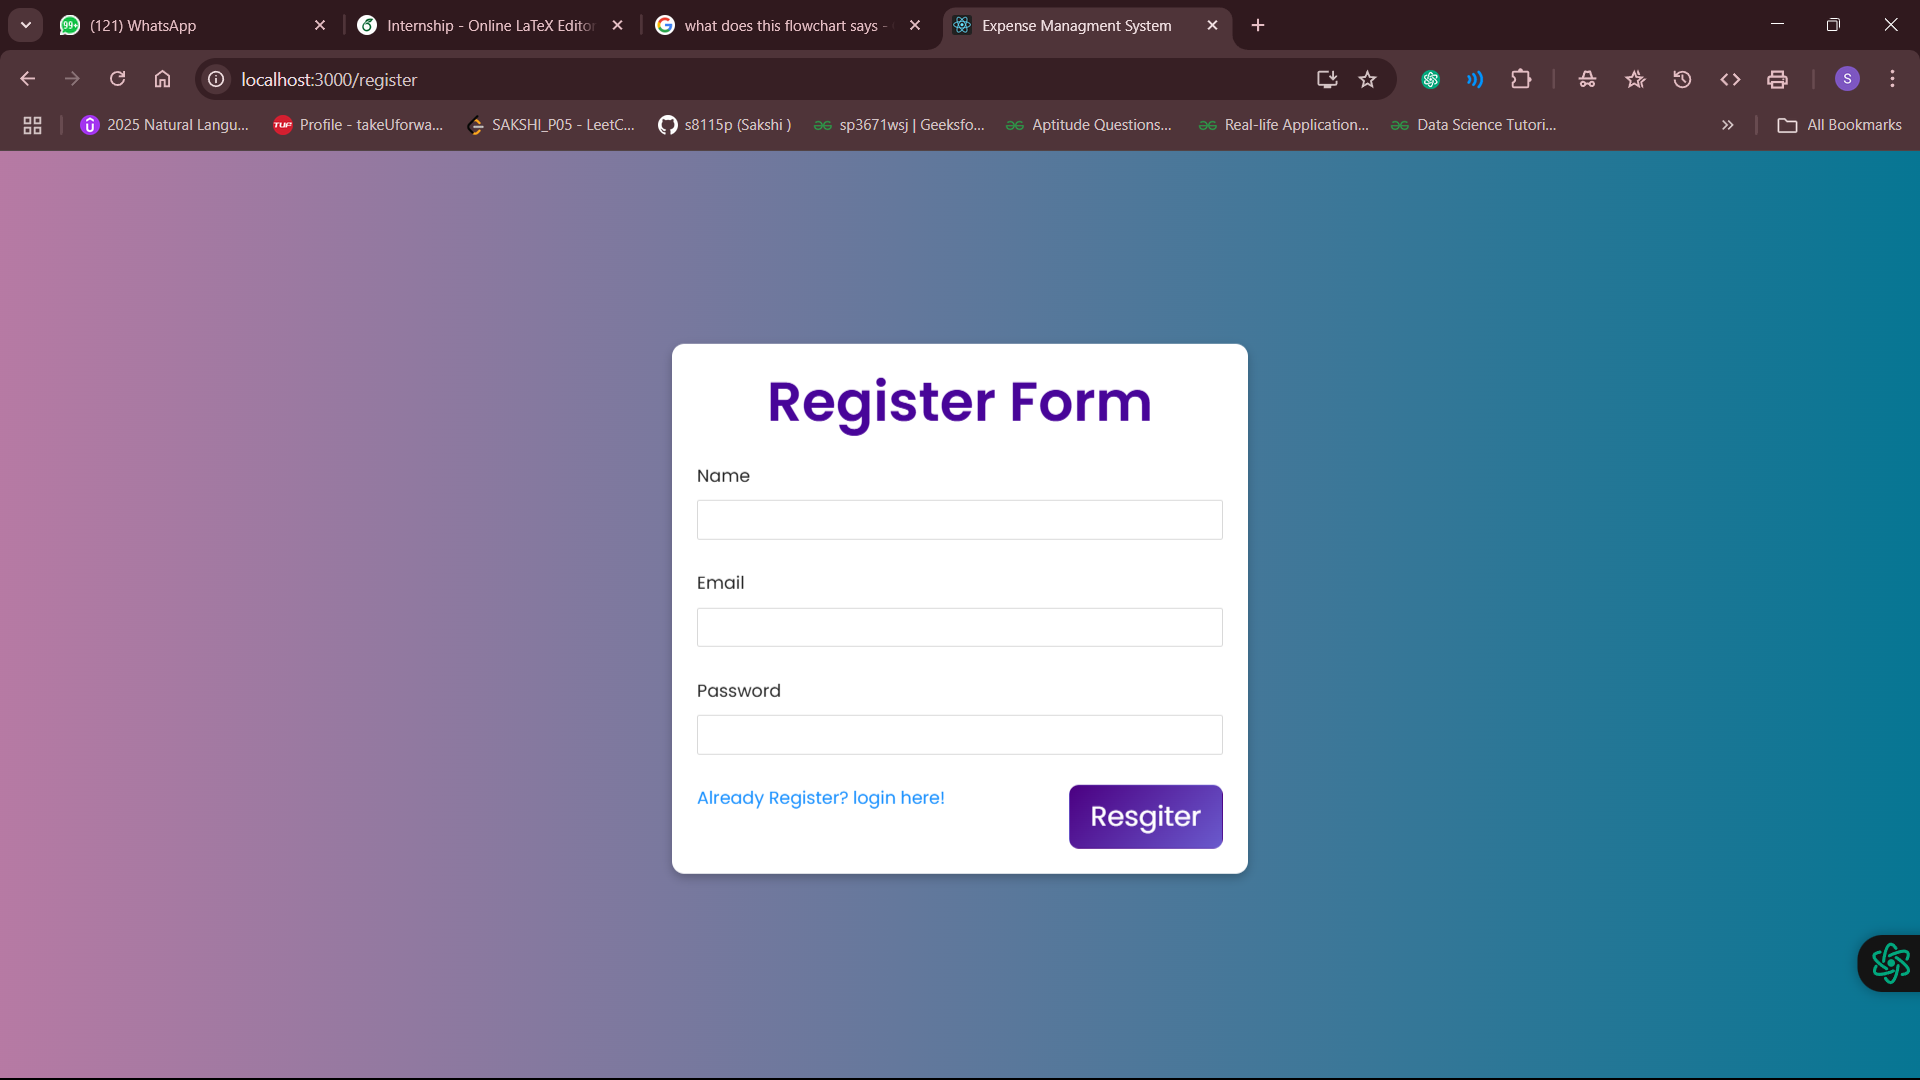 (121) WhatsApp
Internship - Online LaTeX Editor
what does this flowchart says -
Expense Managment System
localhost:3000/register
S
2025 Natural Langu...
TUF Profile - takeUforwa...
SAKSHI_P05 - LeetC...
s8115p (Sakshi )
sp3671wsj | Geeksfo...
Aptitude Questions...
Real-life Application...
Data Science Tutori...
All Bookmarks
Register Form
Name
Email
Password
Already Register? login here!
Resgiter